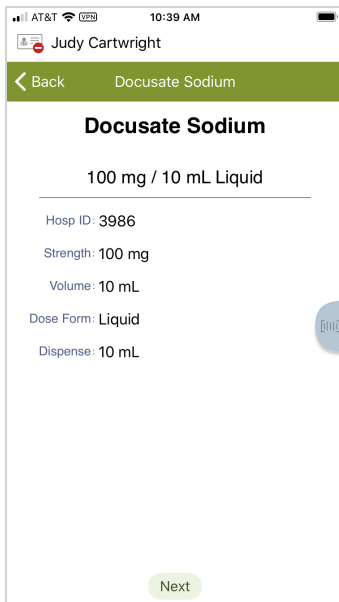 AT&T VPN 10:39 AM
Judy Cartwright
Back Docusate Sodium
Docusate Sodium
100 mg / 10 mL Liquid
Hosp ID: 3986
Strength: 100 mg
Volume: 10 mL
Dose Form: Liquid
Dispense: 10 mL
Next